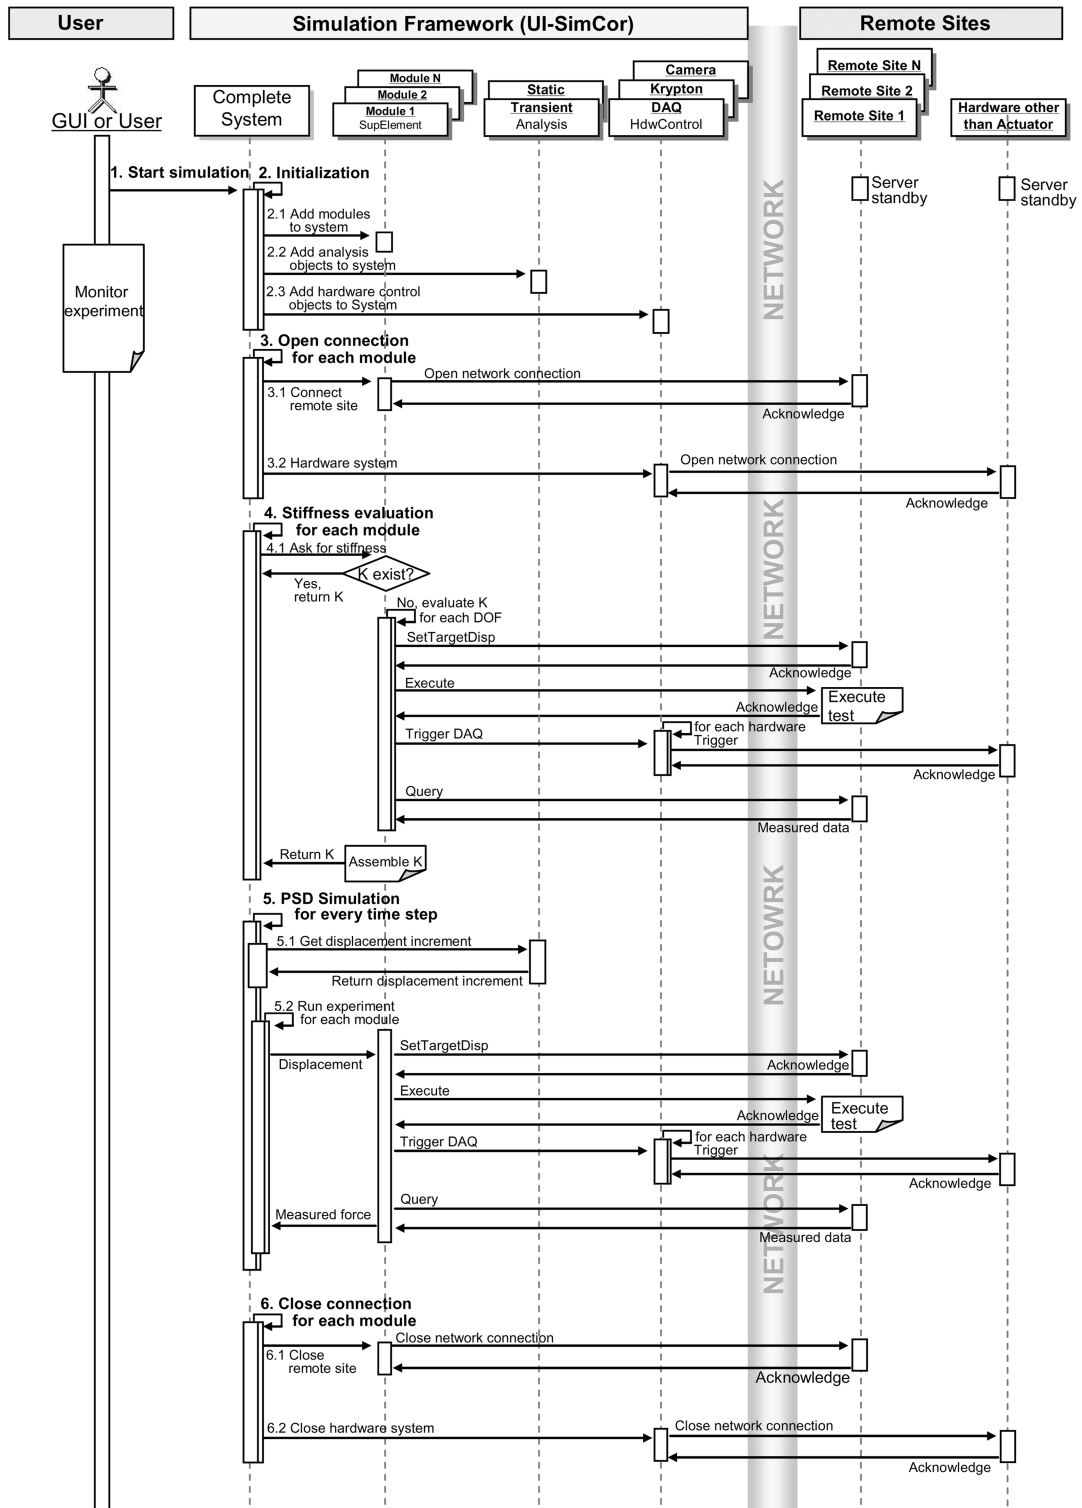 User
Simulation Framework (UI-SimCor)
Remote Sites
GUI or User
Complete
System
Module N
Module 2
Module 1
SupElement
Static
Transient
Analysis
Camera
Krypton
DAQ
HdwControl
Remote Site N
Remote Site 2
Remote Site 1
Hardware other
than Actuator
NETWORK
1. Start simulation
2. Initialization
Server
standby
Server
standby
2.1 Add modules
to system
2.2 Add analysis
objects to system
2.3 Add hardware control
objects to System
Monitor
experiment
3. Open connection
for each module
Open network connection
3.1 Connect
remote site
Acknowledge
3.2 Hardware system
Open network connection
Acknowledge
NETWORK
4. Stiffness evaluation
for each module
4.1 Ask for stiffness
K exist?
Yes,
return K
No, evaluate K
for each DOF
SetTargetDisp
Acknowledge
Execute
Execute
test
Acknowledge
for each hardware
Trigger DAQ
Trigger
Acknowledge
Query
Measured data
Return K
Assemble K
NETOWRK
5. PSD Simulation
for every time step
5.1 Get displacement increment
Return displacement increment
5.2 Run experiment
for each module
Displacement
SetTargetDisp
Acknowledge
Execute
Execute
test
Acknowledge
for each hardware
Trigger DAQ
Trigger
Acknowledge
NETWORK
Query
Measured force
Measured data
6. Close connection
for each module
Close network connection
6.1 Close
remote site
Acknowledge
6.2 Close hardware system
Close network connection
Acknowledge